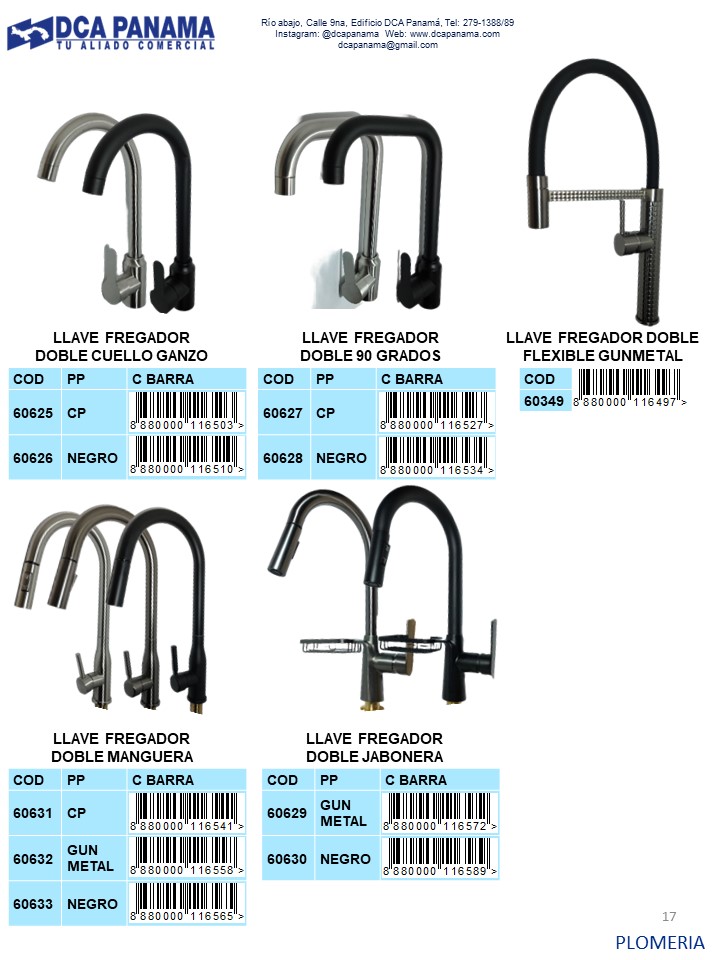 DCA PANAMA
TU ALIADO COMERCIAL
Río abajo, Calle 9na, Edificio DCA Panamá, Tel: 279-1388/89
Instagram: @dcapanama Web: www.dcapanama.com
dcapanama@gmail.com
LLAVE FREGADOR
DOBLE CUELLO GANZO
COD PP C BARRA
60625 CP 8 880000 116503 >
60626 NEGRO 8 880000 116510 >
LLAVE FREGADOR
DOBLE 90 GRADOS
COD PP C BARRA
60627 CP 8 880000 116527 >
60628 NEGRO 8 880000 116534 >
LLAVE FREGADOR DOBLE
FLEXIBLE GUNMETAL
COD
60349 8 880000 116497 >
LLAVE FREGADOR
DOBLE MANGUERA
COD PP C BARRA
60631 CP 8 880000 116541 >
60632 GUN
METAL 8 880000 116558 >
60633 NEGRO 8 880000 116565 >
LLAVE FREGADOR
DOBLE JABONERA
COD PP C BARRA
60629 GUN
METAL 8 880000 116572 >
60630 NEGRO 8 880000 116589 >
17
PLOMERIA